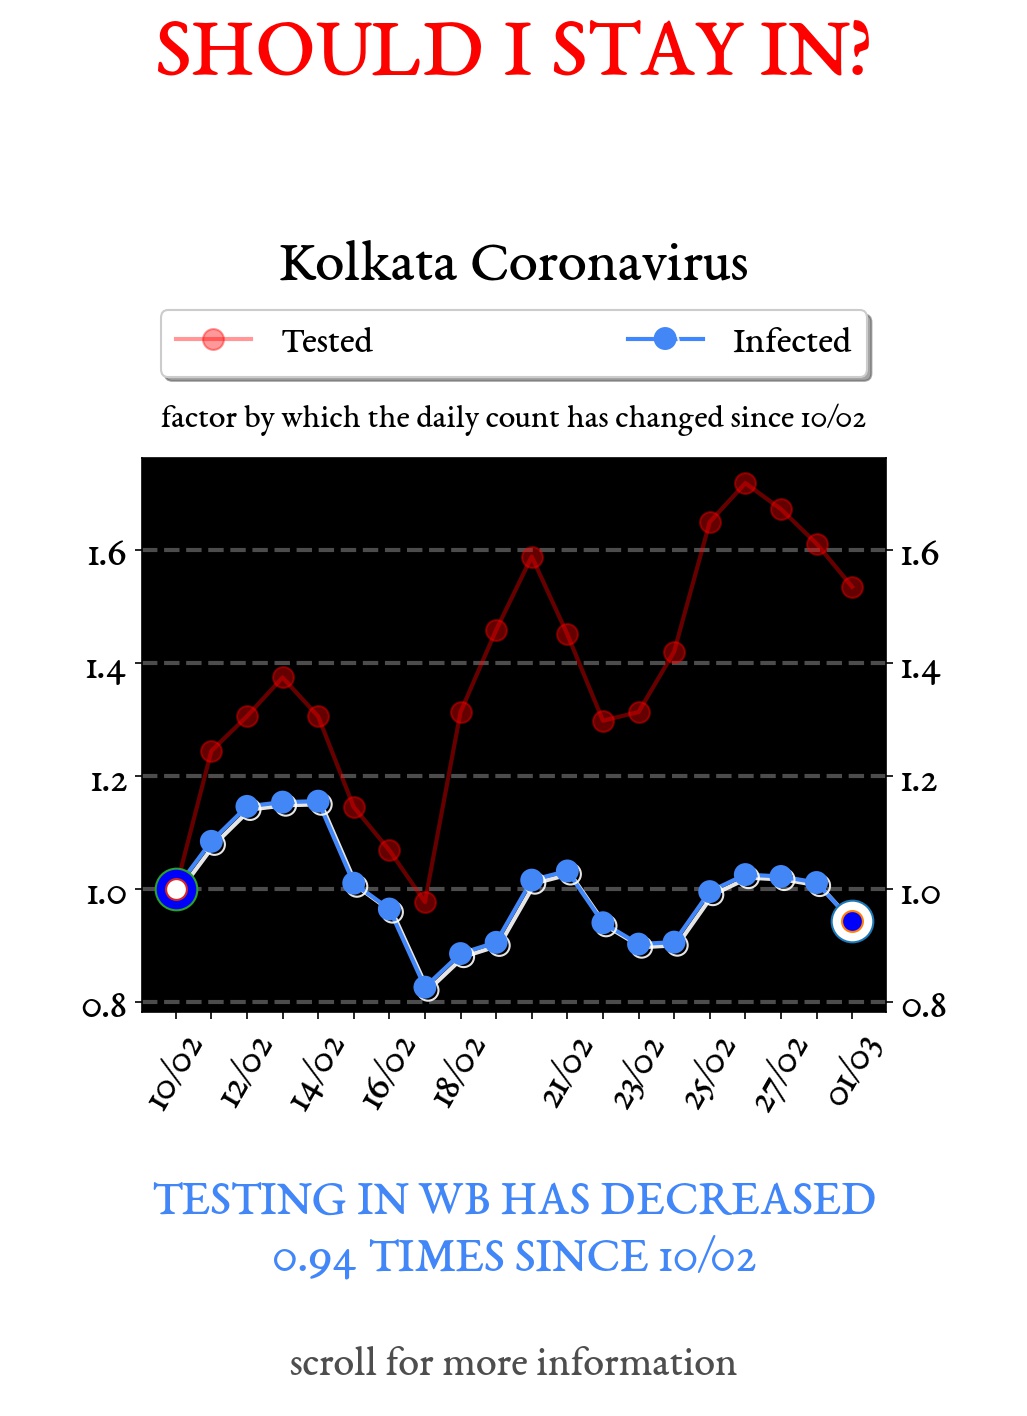 SHOULD I STAY IN?
Kolkata Coronavirus
Tested Infected
factor by which the daily count has changed since 10/02
1.6 1.6
1.4 1.4
1.2 1.2
1.0 1.0
0.8 0.8
10/02 12/02 14/02 16/02 18/02 21/02 23/02 25/02 27/02 01/03
TESTING IN WB HAS DECREASED
0.94 TIMES SINCE 10/02
scroll for more information